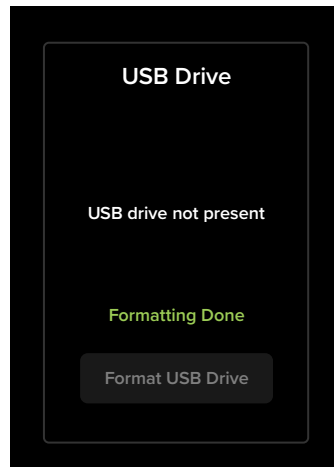 USB Drive
USB drive not present
Formatting Done
Format USB Drive